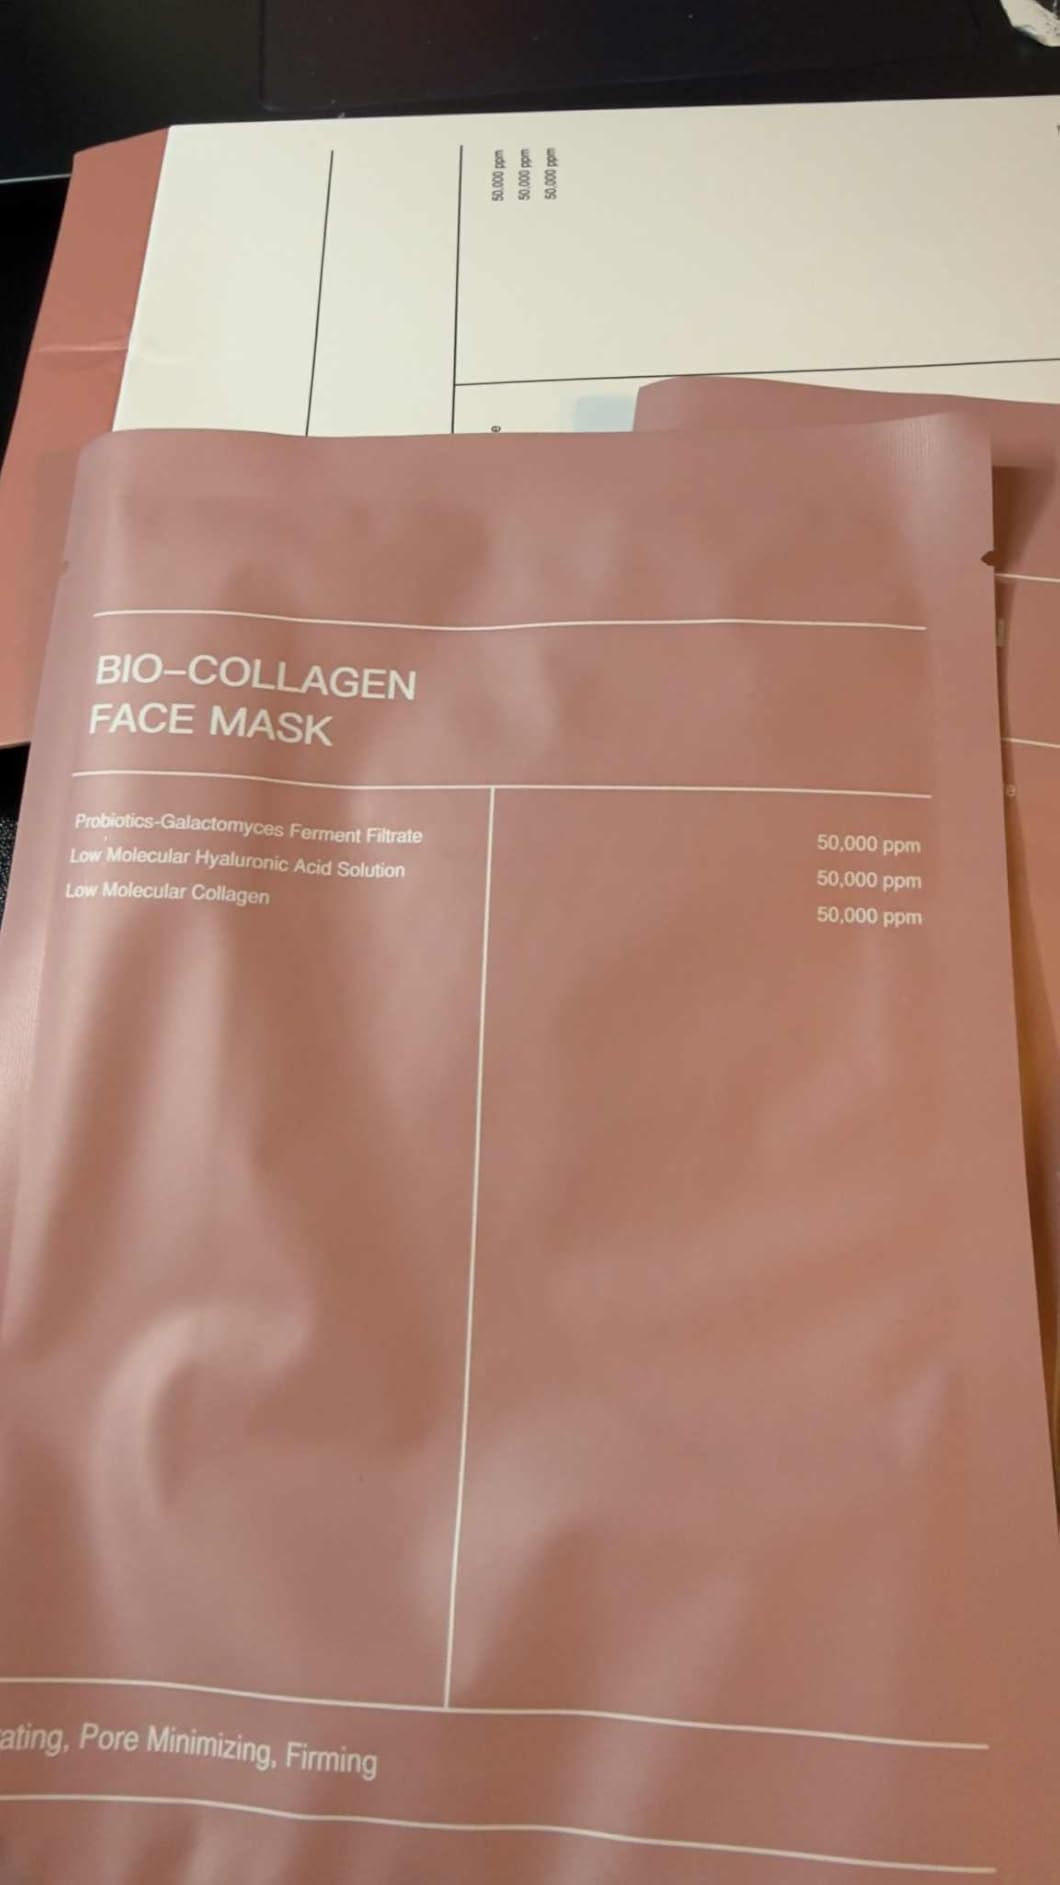 50,000 ppm
50,000 ppm
50,000 ppm
e
BIO–COLLAGEN
FACE MASK
Probiotics-Galactomyces Ferment Filtrate
50,000 ppm
Low Molecular Hyaluronic Acid Solution
50,000 ppm
Low Molecular Collagen
50,000 ppm
e
ating, Pore Minimizing, Firming